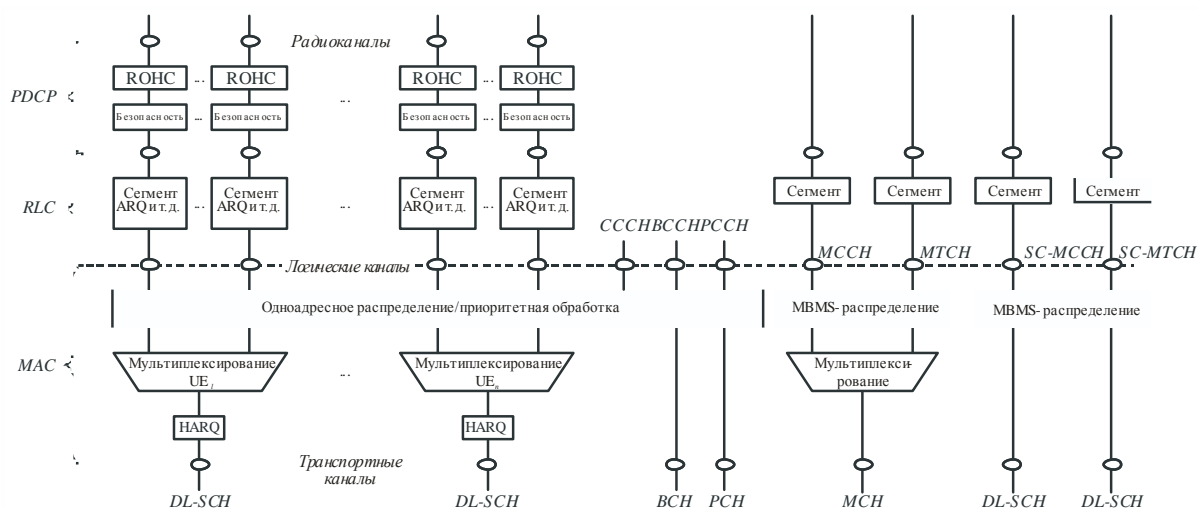 Радиоканалы
ROHC ... ROHC ... ROHC ... ROHC
PDCP
Безопасность ... Безопасность ... Безопасность ... Безопасность
Сегмент ARQ и т. д. ... Сегмент ARQ и т. д. ... Сегмент ARQ и т. д. ... Сегмент ARQ и т. д.
Сегмент Сегмент Сегмент Сегмент
RLC
CCCH BCCH PCCH
MCCH MTCH SC-MCCH SC-MTCH
Логические каналы
Одноадресное распределение/приоритетная обработка
MBMS-распределение
MBMS-распределение
MAC
Мультиплексирование
UE1
...
Мультиплексирование
UEn
Мультиплекси-
рование
HARQ HARQ
Транспортные
каналы
DL-SCH DL-SCH BCH PCH MCH DL-SCH DL-SCH